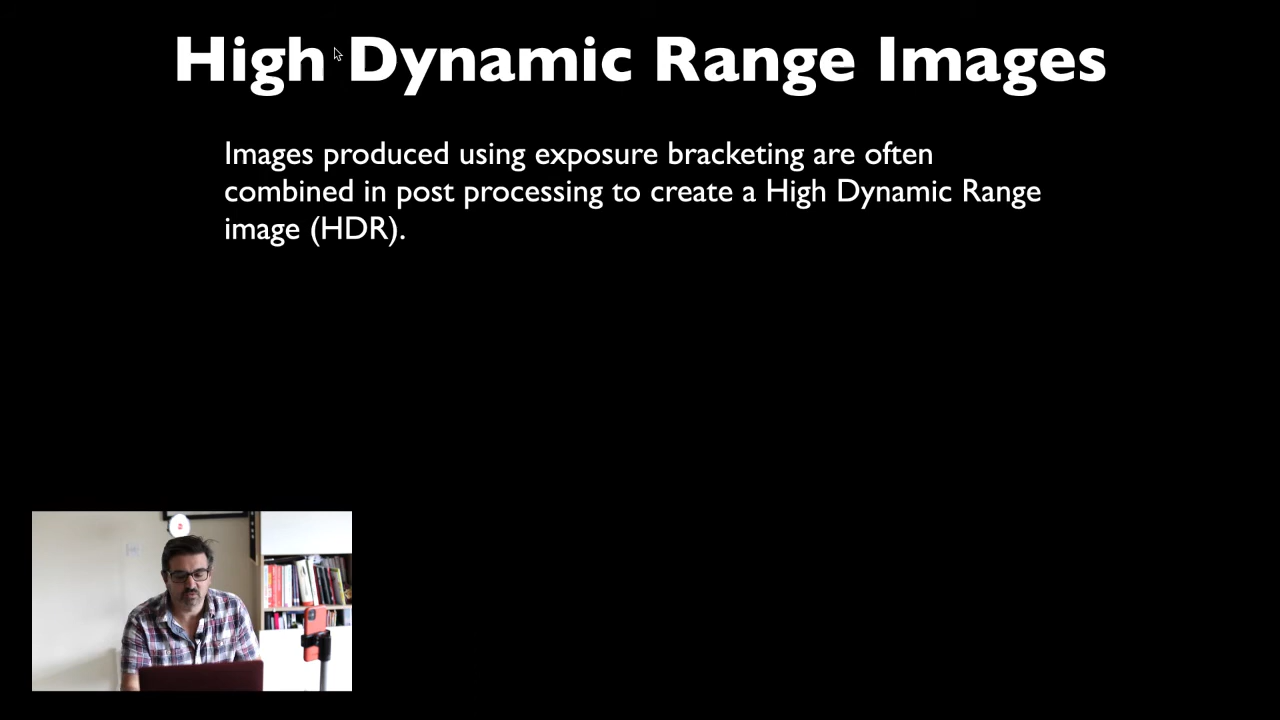 High Dynamic Range Images
Images produced using exposure bracketing are often
combined in post processing to create a High Dynamic Range
image (HDR).